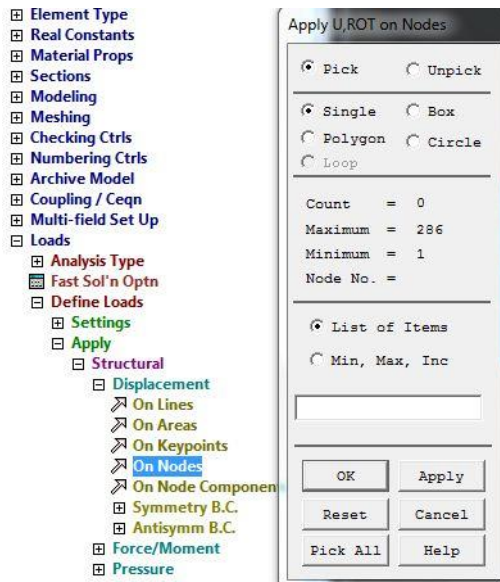 Element Type
Real Constants
Material Props
Sections
Modeling
Meshing
Checking Ctrls
Numbering Ctrls
Archive Model
Coupling / Ceqn
Multi-field Set Up
Loads
Analysis Type
Fast Sol'n Optn
Define Loads
Settings
Apply
Structural
Displacement
On Lines
On Areas
On Keypoints
On Nodes
On Node Componen
Symmetry B.C.
Antisymm B.C.
Force/Moment
Pressure
Apply U,ROT on Nodes
Pick Unpick
Single Box
Polygon Circle
Loop
Count = 0
Maximum = 286
Minimum = 1
Node No. =
List of Items
Min, Max, Inc
OK Apply
Reset Cancel
Pick All Help